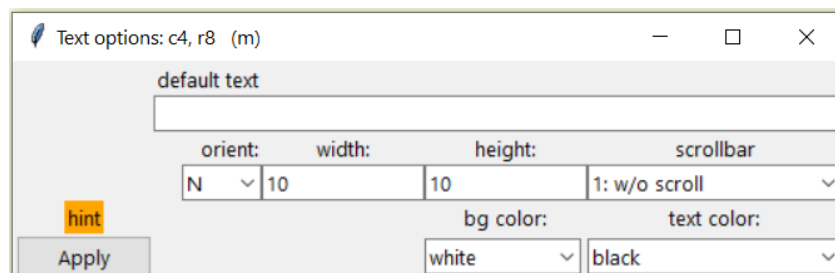 Text options: c4, r8 (m)
default text
orient: width: height: scrollbar
N 10 10 1: w/o scroll
hint bg color: text color:
Apply white black